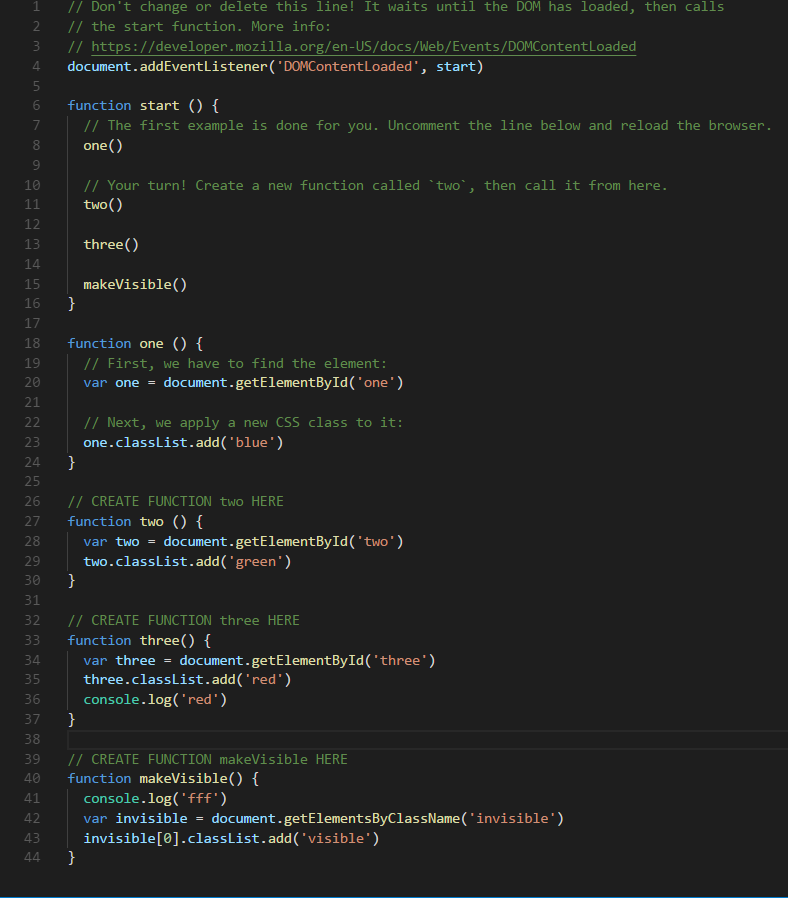 1 // Don't change or delete this line! It waits until the DOM has loaded, then calls
2 // the start function. More info:
3 // https://developer.mozilla.org/en-US/docs/Web/Events/DOMContentLoaded
4 document.addEventListener('DOMContentLoaded', start)
5
6 function start () {
7   // The first example is done for you. Uncomment the line below and reload the browser.
8   one()
9
10   // Your turn! Create a new function called `two`, then call it from here.
11   two()
12
13   three()
14
15   makeVisible()
16 }
17
18 function one () {
19   // First, we have to find the element:
20   var one = document.getElementById('one')
21
22   // Next, we apply a new CSS class to it:
23   one.classList.add('blue')
24 }
25
26 // CREATE FUNCTION two HERE
27 function two () {
28   var two = document.getElementById('two')
29   two.classList.add('green')
30 }
31
32 // CREATE FUNCTION three HERE
33 function three() {
34   var three = document.getElementById('three')
35   three.classList.add('red')
36   console.log('red')
37 }
38
39 // CREATE FUNCTION makeVisible HERE
40 function makeVisible() {
41   console.log('fff')
42   var invisible = document.getElementsByClassName('invisible')
43   invisible[0].classList.add('visible')
44 }